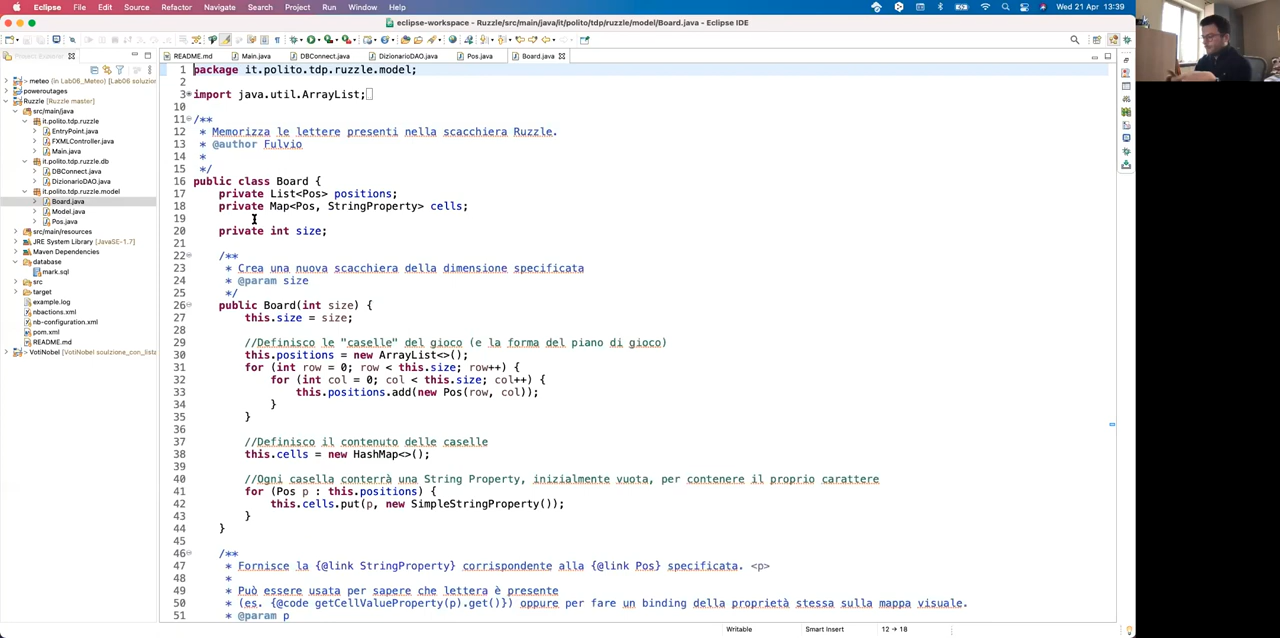 Eclipse File Edit Source Refactor Navigate Search Project Run Window Help Wed 21 Apr 13:39
eclipse-workspace - Ruzzle/src/main/java/it/polito/tdp/ruzzle/model/Board.java - Eclipse IDE
README.md Main.java DBConnect.java DizionarioDAO.java Pos.java Board.java
meteo (in Lab06_Meteo) [Lab06 soluzion
poweroutages
Ruzzle [Ruzzle master]
src/main/java
it.polito.tdp.ruzzle
EntryPoint.java
FXMLController.java
Main.java
it.polito.tdp.ruzzle.db
DBConnect.java
DizionarioDAO.java
it.polito.tdp.ruzzle.model
Board.java
Model.java
Pos.java
src/main/resources
JRE System Library [JavaSE-1.7]
Maven Dependencies
database
mark.sql
src
target
example.log
nbactions.xml
nb-configuration.xml
pom.xml
README.md
VotiNobel [VotiNobel soulzione_con_lista
1 package it.polito.tdp.ruzzle.model;
2
3 import java.util.ArrayList;
10
11 /**
12 * Memorizza le lettere presenti nella scacchiera Ruzzle.
13 * @author Fulvio
14 *
15 */
16 public class Board {
17 private List<Pos> positions;
18 private Map<Pos, StringProperty> cells;
19
20 private int size;
21
22 /**
23 * Crea una nuova scacchiera della dimensione specificata
24 * @param size
25 */
26 public Board(int size) {
27 this.size = size;
28
29 //Definisco le "caselle" del gioco (e la forma del piano di gioco)
30 this.positions = new ArrayList<>();
31 for (int row = 0; row < this.size; row++) {
32 for (int col = 0; col < this.size; col++) {
33 this.positions.add(new Pos(row, col));
34 }
35 }
36
37 //Definisco il contenuto delle caselle
38 this.cells = new HashMap<>();
39
40 //Ogni casella conterrà una String Property, inizialmente vuota, per contenere il proprio carattere
41 for (Pos p : this.positions) {
42 this.cells.put(p, new SimpleStringProperty());
43 }
44 }
45
46 /**
47 * Fornisce la {@link StringProperty} corrispondente alla {@link Pos} specificata. <p>
48 *
49 * Può essere usata per sapere che lettera è presente
50 * (es. {@code getCellValueProperty(p).get()}) oppure per fare un binding della proprietà stessa sulla mappa visuale.
51 * @param p
Writable Smart Insert 12 → 18